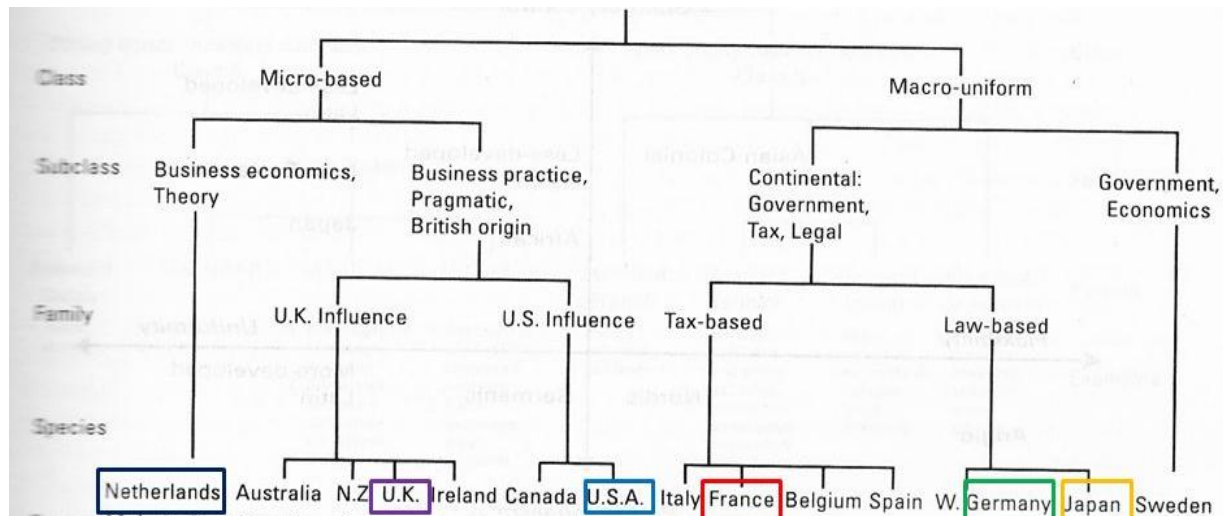 Class
Micro-based
Macro-uniform
Subclass
Business economics,
Theory
Business practice,
Pragmatic,
British origin
Continental:
Government,
Tax, Legal
Government,
Economics
Family
U.K. Influence
U.S. Influence
Tax-based
Law-based
Species
Netherlands Australia N.Z U.K. Ireland Canada U.S.A. Italy France Belgium Spain W. Germany Japan Sweden